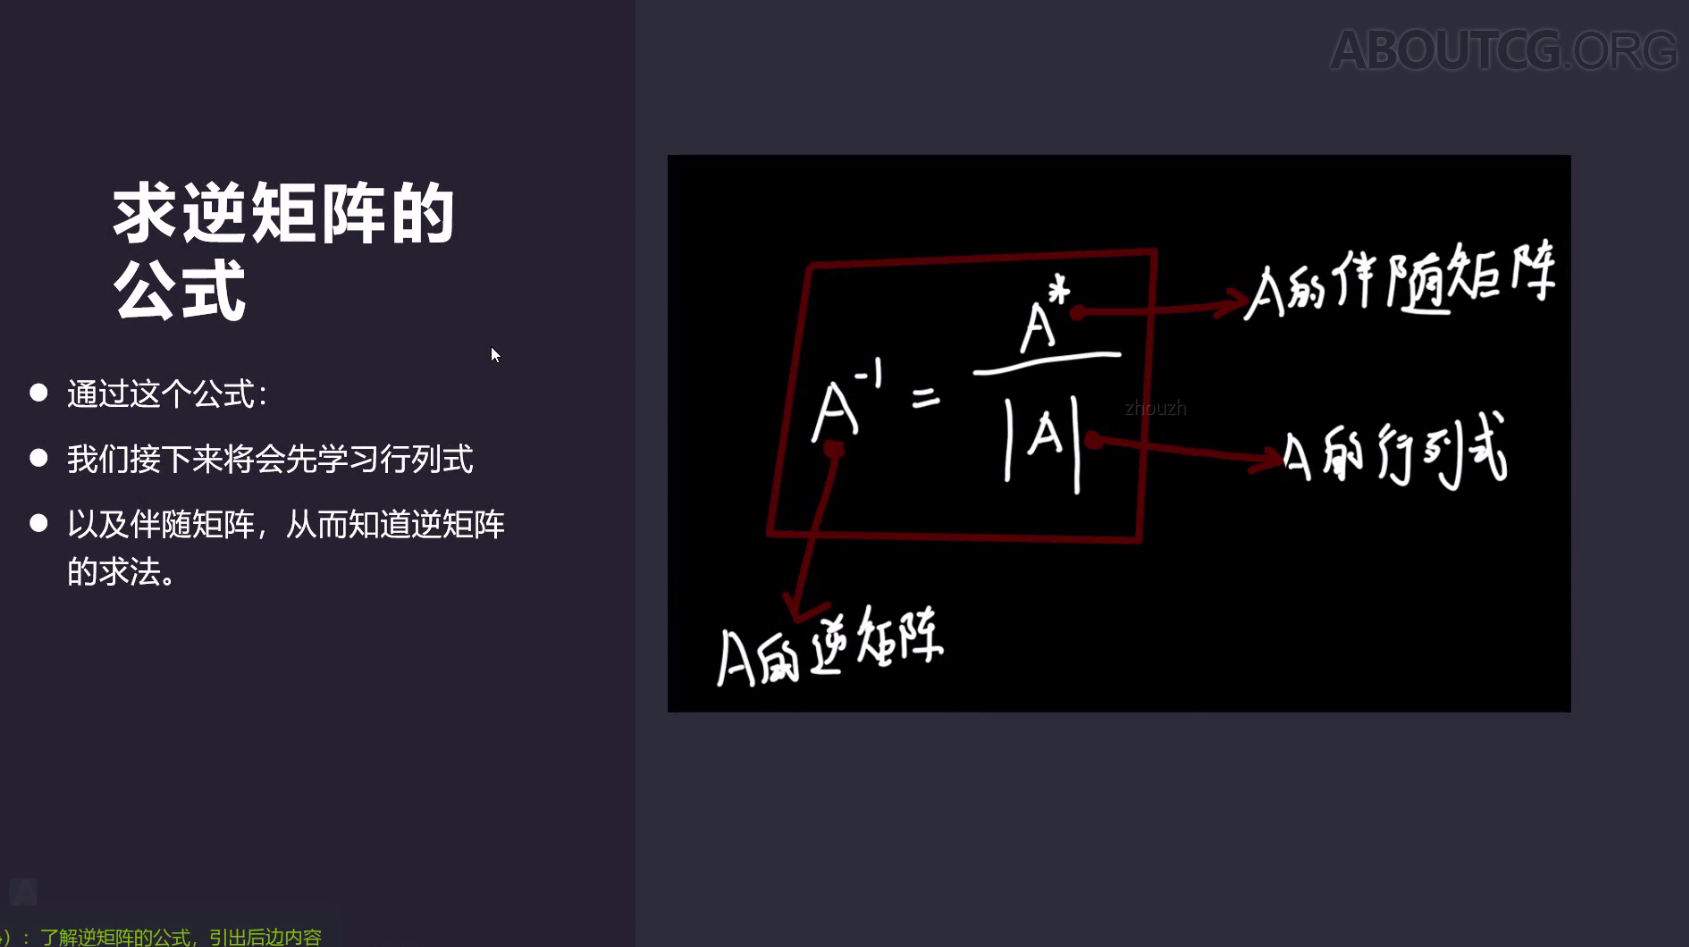 ABOUTCG.ORG
求逆矩阵的
公式
通过这个公式：
我们接下来将会先学习行列式
以及伴随矩阵，从而知道逆矩阵
的求法。
A*
A的伴随矩阵
A⁻¹ =
|A|
zhouzh
A的行列式
A的逆矩阵
）：了解逆矩阵的公式，引出后边内容